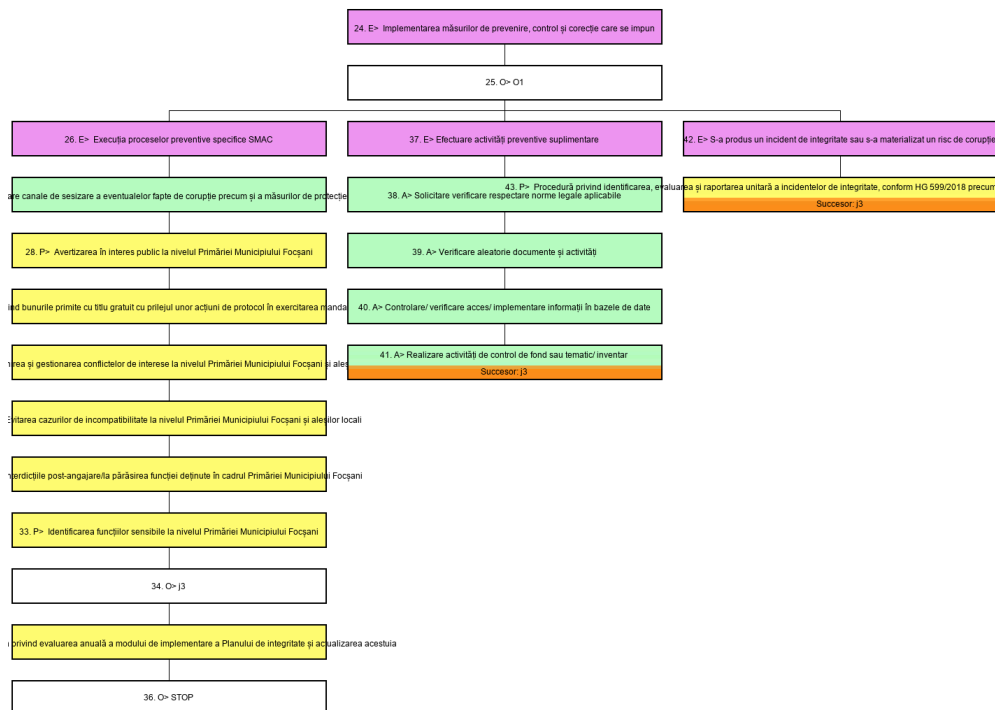 24. E> Implementarea măsurilor de prevenire, control și corecție care se impun
25. O> O1
26. E> Execuția proceselor preventive specifice SMAC
37. E> Efectuare activități preventive suplimentare
42. E> S-a produs un incident de integritate sau s-a materializat un risc de corupție
are canale de sesizare a eventualelor fapte de corupție precum și a măsurilor de protecție
38. A> Solicitare verificare respectare norme legale aplicabile
43. P> Procedură privind identificarea, evaluarea și raportarea unitară a incidentelor de integritate, conform HG 599/2018 precum
Succesor: j3
28. P> Avertizarea în interes public la nivelul Primăriei Municipiului Focșani
39. A> Verificare aleatorie documente și activități
ind bunurile primite cu titlu gratuit cu prilejul unor acțiuni de protocol în exercitarea manda
40. A> Controlare/ verificare acces/ implementare informații în bazele de date
irea și gestionarea conflictelor de interese la nivelul Primăriei Municipiului Focșani și ales
41. A> Realizare activități de control de fond sau tematic/ inventar
Succesor: j3
Evitarea cazurilor de incompatibilitate la nivelul Primăriei Municipiului Focșani și aleșilor locali
terdicțiile post-angajare/la părăsirea funcției deținute în cadrul Primăriei Municipiului Focșani
33. P> Identificarea funcțiilor sensibile la nivelul Primăriei Municipiului Focșani
34. O> j3
privind evaluarea anuală a modului de implementare a Planului de integritate și actualizarea acestuia
36. O> STOP